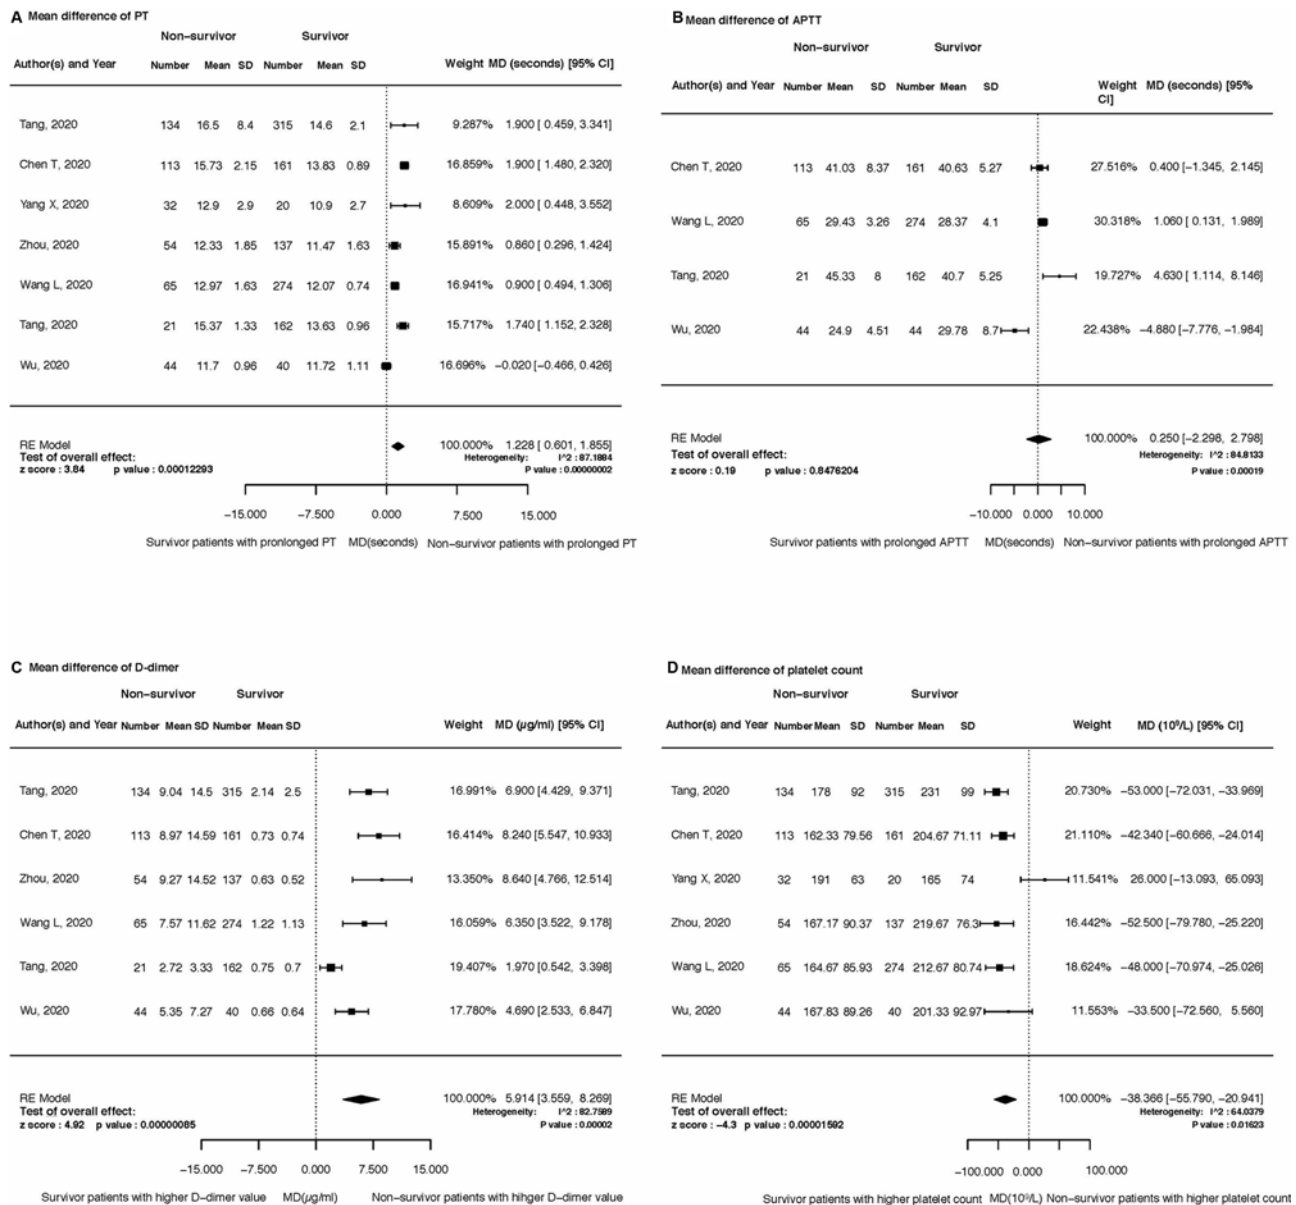 A Mean difference of PT
Non−survivor Survivor
Author(s) and Year Number Mean SD Number Mean SD Weight MD (seconds) [95% CI]
Tang, 2020 134 16.5 8.4 315 14.6 2.1 9.287% 1.900 [ 0.459, 3.341]
Chen T, 2020 113 15.73 2.15 161 13.83 0.89 16.859% 1.900 [ 1.480, 2.320]
Yang X, 2020 32 12.9 2.9 20 10.9 2.7 8.609% 2.000 [ 0.448, 3.552]
Zhou, 2020 54 12.33 1.85 137 11.47 1.63 15.891% 0.860 [ 0.296, 1.424]
Wang L, 2020 65 12.97 1.63 274 12.07 0.74 16.941% 0.900 [ 0.494, 1.306]
Tang, 2020 21 15.37 1.33 162 13.63 0.96 15.717% 1.740 [ 1.152, 2.328]
Wu, 2020 44 11.7 0.96 40 11.72 1.11 16.696% −0.020 [−0.466, 0.426]
RE Model 100.000% 1.228 [ 0.601, 1.855]
Test of overall effect: Heterogeneity: I^2 : 87.1884
z score : 3.84 p value : 0.00012293 P value : 0.00000002
−15.000 −7.500 0.000 7.500 15.000
Survivor patients with pronlonged PT MD(seconds) Non−survivor patients with prolonged PT
B Mean difference of APTT
Non−survivor Survivor
Author(s) and Year Number Mean SD Number Mean SD Weight MD (seconds) [95%
CI]
Chen T, 2020 113 41.03 8.37 161 40.63 5.27 27.516% 0.400 [−1.345, 2.145]
Wang L, 2020 65 29.43 3.26 274 28.37 4.1 30.318% 1.060 [ 0.131, 1.989]
Tang, 2020 21 45.33 8 162 40.7 5.25 19.727% 4.630 [ 1.114, 8.146]
Wu, 2020 44 24.9 4.51 44 29.78 8.7 22.438% −4.880 [−7.776, −1.984]
RE Model 100.000% 0.250 [−2.298, 2.798]
Test of overall effect: Heterogeneity: I^2 : 84.8133
z score : 0.19 p value : 0.8476204 P value : 0.00019
−10.000 0.000 10.000
Survivor patients with prolonged APTT MD(seconds) Non−survivor patients with prolonged APTT
C Mean difference of D-dimer
Non−survivor Survivor
Author(s) and Year Number Mean SD Number Mean SD Weight MD (µg/ml) [95% CI]
Tang, 2020 134 9.04 14.5 315 2.14 2.5 16.991% 6.900 [4.429, 9.371]
Chen T, 2020 113 8.97 14.59 161 0.73 0.74 16.414% 8.240 [5.547, 10.933]
Zhou, 2020 54 9.27 14.52 137 0.63 0.52 13.350% 8.640 [4.766, 12.514]
Wang L, 2020 65 7.57 11.62 274 1.22 1.13 16.059% 6.350 [3.522, 9.178]
Tang, 2020 21 2.72 3.33 162 0.75 0.7 19.407% 1.970 [0.542, 3.398]
Wu, 2020 44 5.35 7.27 40 0.66 0.64 17.780% 4.690 [2.533, 6.847]
RE Model 100.000% 5.914 [3.559, 8.269]
Test of overall effect: Heterogeneity: I^2 : 82.7589
z score : 4.92 p value : 0.00000085 P value : 0.00002
−15.000 −7.500 0.000 7.500 15.000
Survivor patients with higher D−dimer value MD(µg/ml) Non−survivor patients with hihger D−dimer value
D Mean difference of platelet count
Non−survivor Survivor
Author(s) and Year Number Mean SD Number Mean SD Weight MD (10⁹/L) [95% CI]
Tang, 2020 134 178 92 315 231 99 20.730% −53.000 [−72.031, −33.969]
Chen T, 2020 113 162.33 79.56 161 204.67 71.11 21.110% −42.340 [−60.666, −24.014]
Yang X, 2020 32 191 63 20 165 74 11.541% 26.000 [−13.093, 65.093]
Zhou, 2020 54 167.17 90.37 137 219.67 76.3 16.442% −52.500 [−79.780, −25.220]
Wang L, 2020 65 164.67 85.93 274 212.67 80.74 18.624% −48.000 [−70.974, −25.026]
Wu, 2020 44 167.83 89.26 40 201.33 92.97 11.553% −33.500 [−72.560, 5.560]
RE Model 100.000% −38.366 [−55.790, −20.941]
Test of overall effect: Heterogeneity: I^2 : 64.0379
z score : −4.3 p value : 0.00001592 P value : 0.01623
−100.000 0.000 100.000
Survivor patients with higher platelet count MD(10⁹/L) Non−survivor patients with higher platelet count